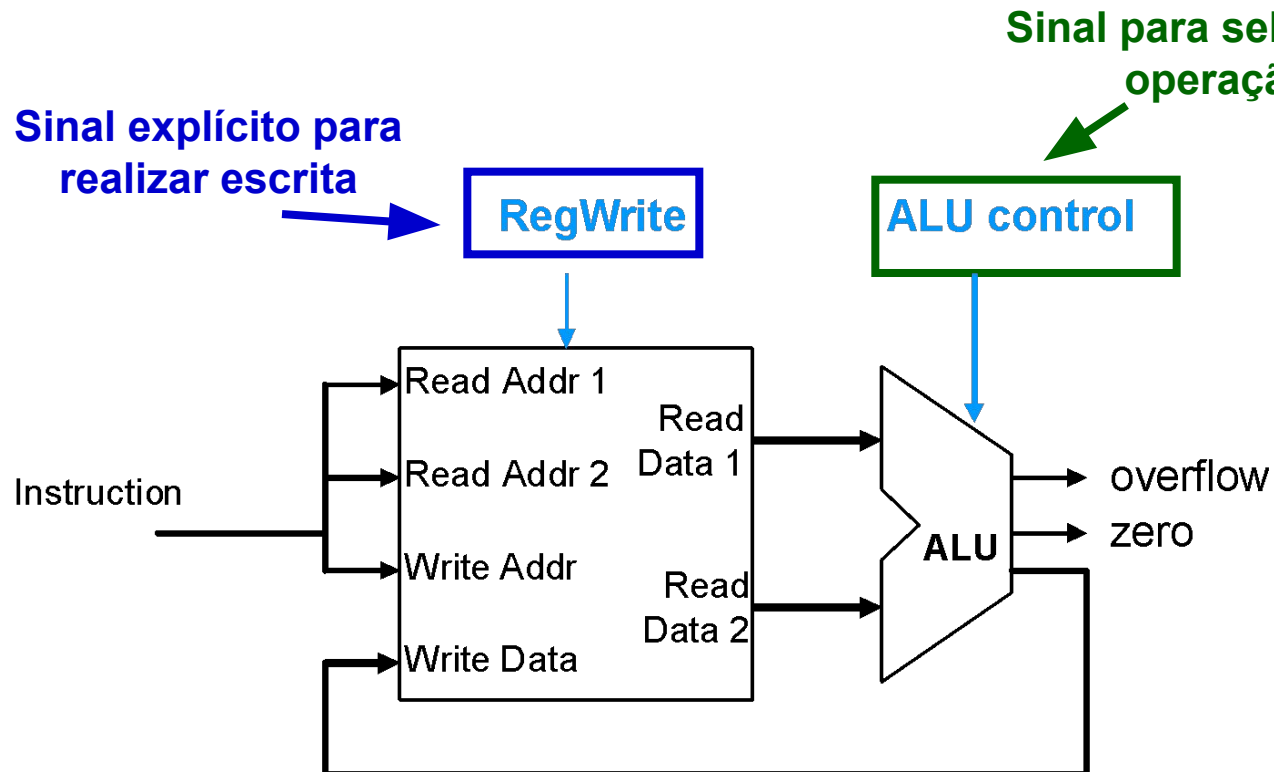 Sinal para
operaçã
Sinal explícito para
realizar escrita
RegWrite
ALU control
Read Addr 1
Read
Data 1
Read Addr 2
Instruction
overflow
zero
ALU
Write Addr
Read
Data 2
Write Data